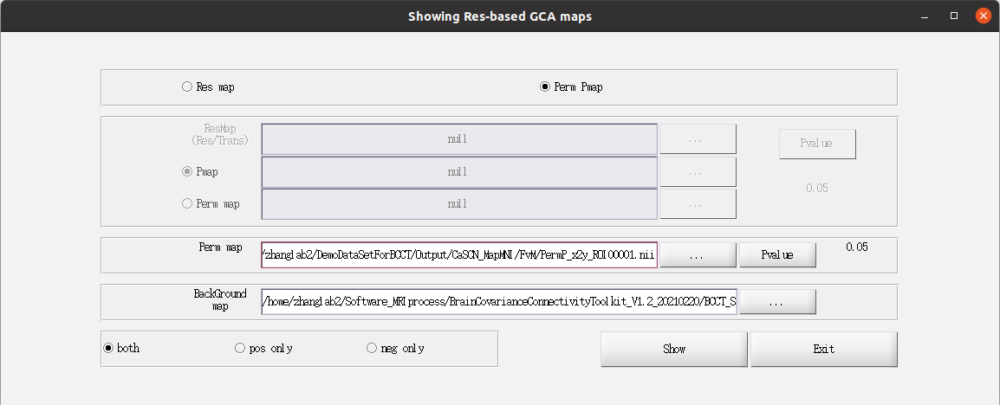 Showing Res-based GCA maps
Res map
Perm Pmap
ResMap
(Res/Trans)
null
...
Pvalue
Pmap
null
...
0.05
Perm map
null
...
Perm map
/zhanglab2/DemoDataSetForBCCT/Output/CaSCN_MapMNI/FvM/PermP_x2y_ROI00001.nii
...
Pvalue
0.05
BackGround
map
/home/zhanglab2/Software_MRIprocess/BrainCovarianceConnectivityToolkit_V1.2_20210220/BCCT_S
...
both
pos only
neg only
Show
Exit